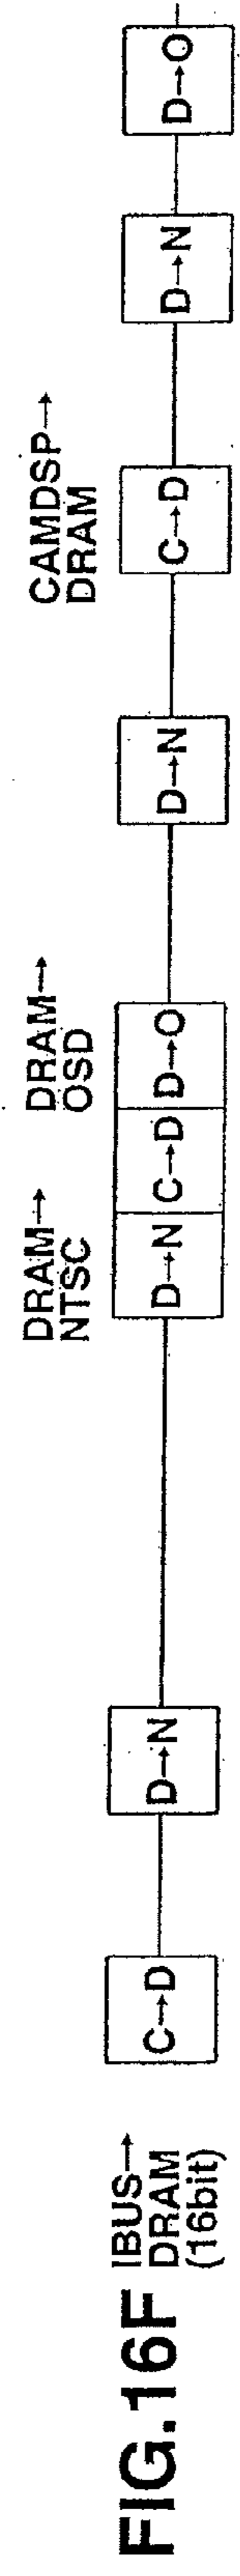 FIG.16F
IBUS→
DRAM
(16bit)
C→D
D→N
DRAM→
NTSC
D→N
C→D
D→O
DRAM→
OSD
D→N
C→D
CAMDSP→
DRAM
D→N
D→O